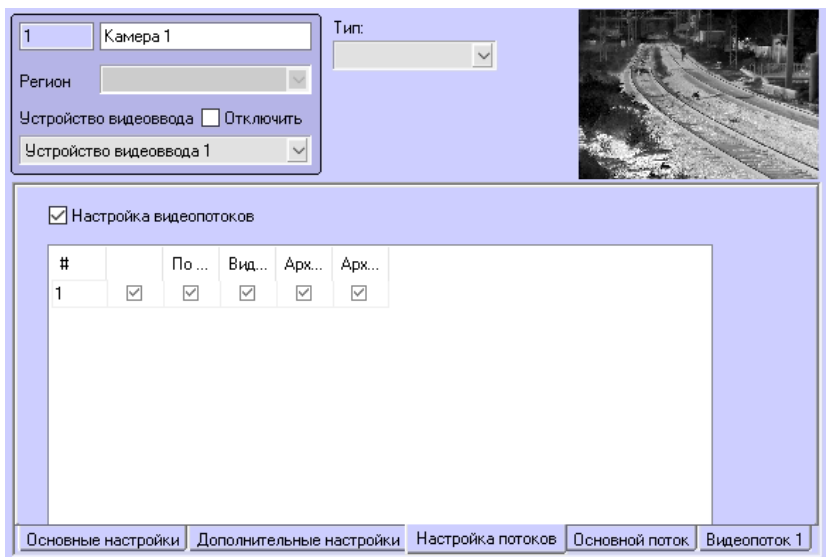 1
Камера 1
Тип:
Регион
Устройство видеоввода Отключить
Устройство видеоввода 1
Настройка видеопотоков
# По ... Вид... Арх... Арх...
1
Основные настройки Дополнительные настройки Настройка потоков Основной поток Видеопоток 1